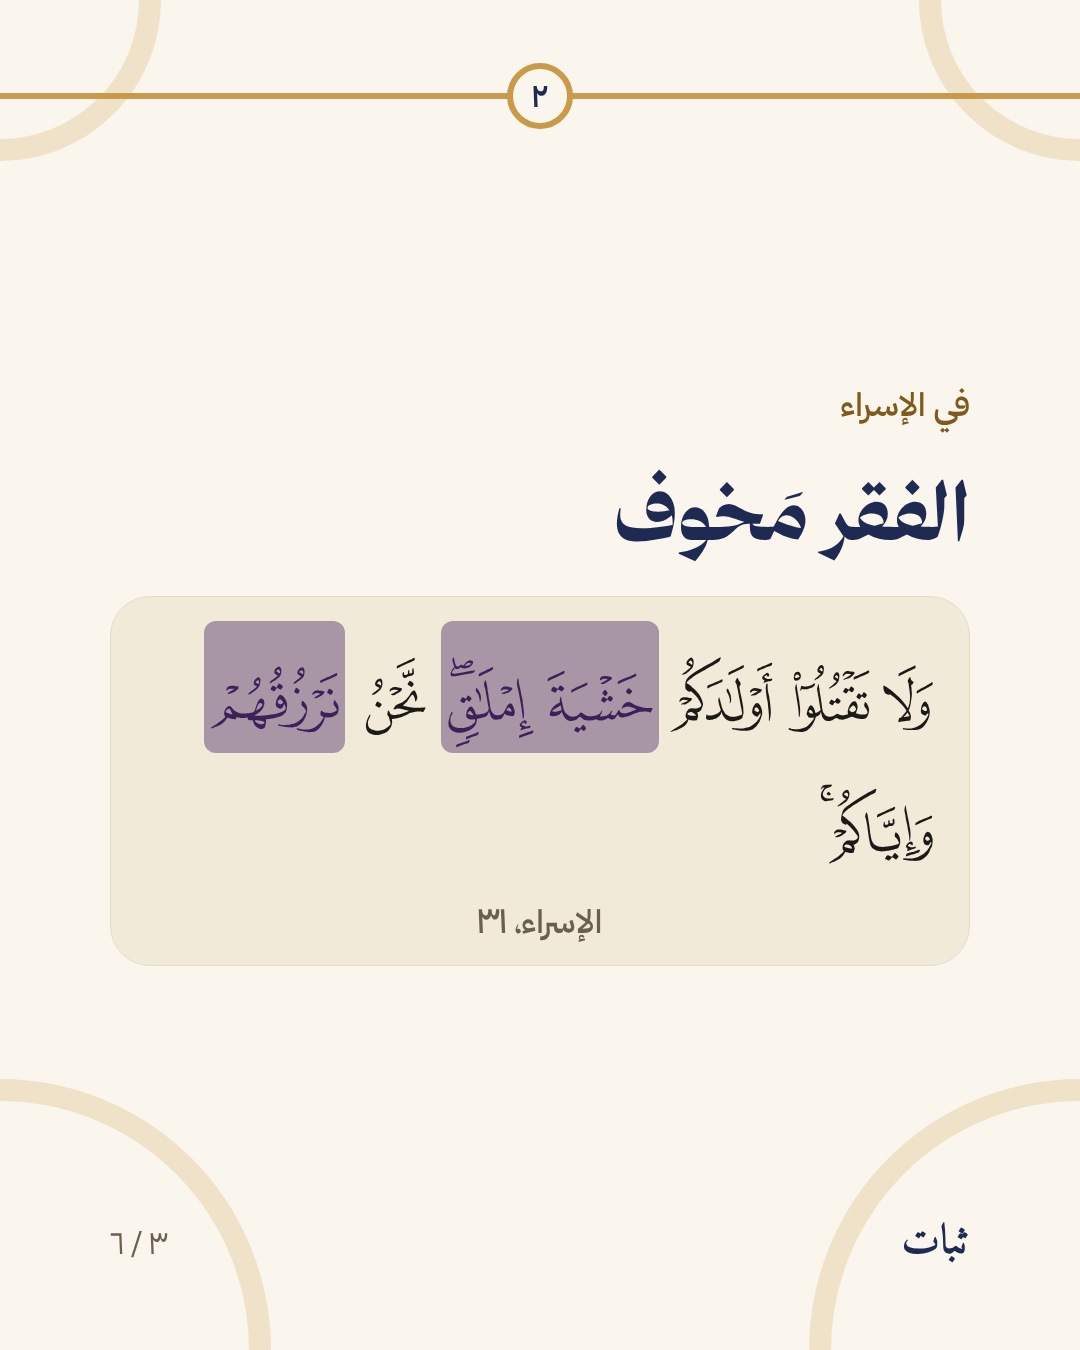 ٢
في الإسراء
الفقر مَخوف
وَلَا تَقۡتُلُوٓاْ أَوۡلَٰدَكُمۡ خَشۡيَةَ إِمۡلَٰقٖۖ نَّحۡنُ نَرۡزُقُهُمۡ
وَإِيَّاكُمۡۚ
الإسراء، ٣١
ثبات
٣ / ٦